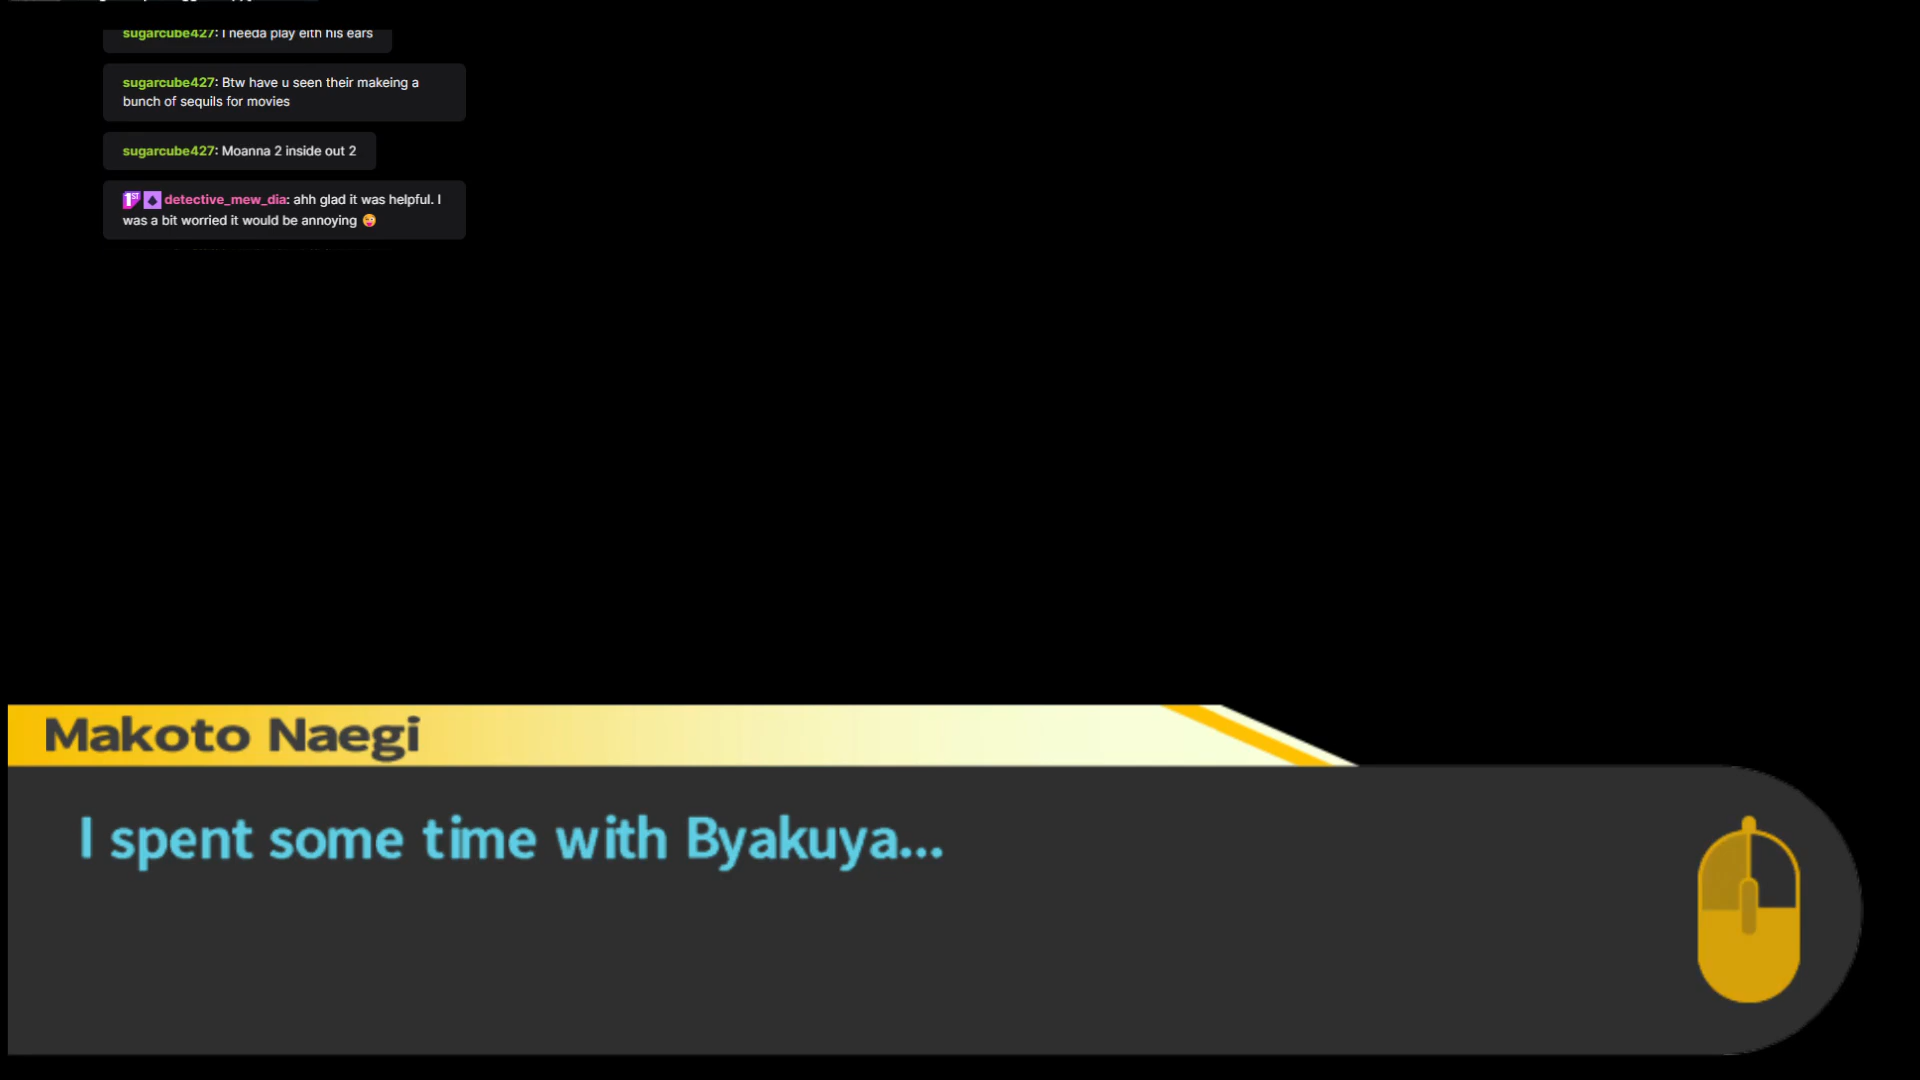 sugarcube427: I needa play eith his ears
sugarcube427: Btw have u seen their makeing a
bunch of sequils for movies
sugarcube427: Moanna 2 inside out 2
1ST detective_mew_dia: ahh glad it was helpful. I
was a bit worried it would be annoying 😜
Makoto Naegi
I spent some time with Byakuya...